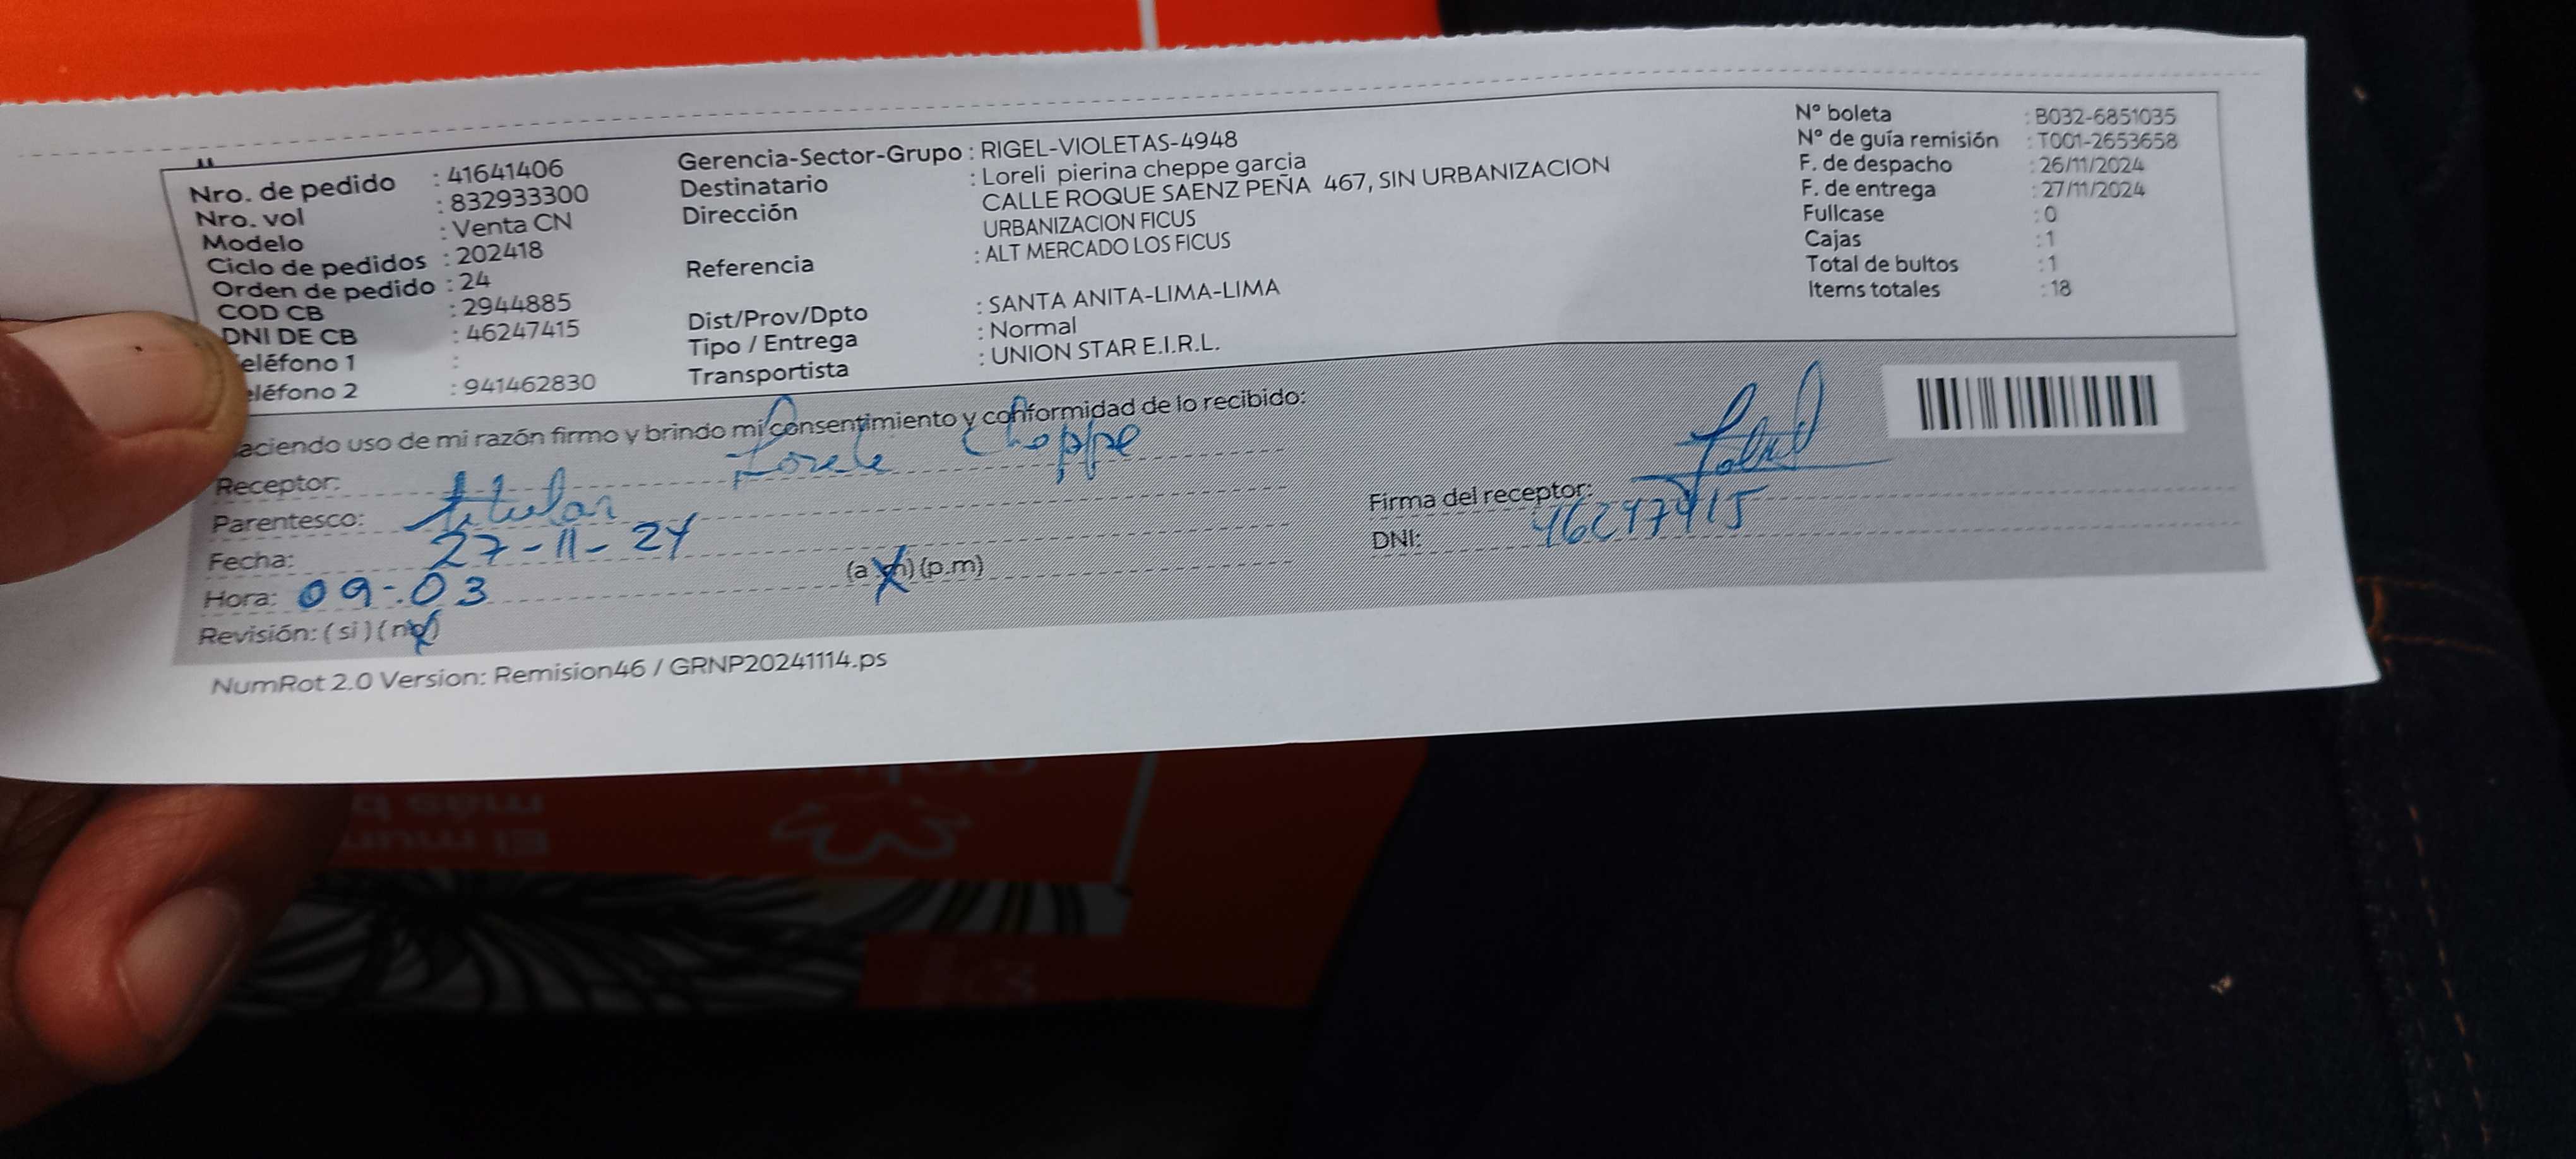 Nro. de pedido : 41641406
Nro. vol : 832933300
Modelo : Venta CN
Ciclo de pedidos : 202418
Orden de pedido : 24
COD CB : 2944885
DNI DE CB : 46247415
eléfono 1 :
eléfono 2 : 941462830
Gerencia-Sector-Grupo : RIGEL-VIOLETAS-4948
Destinatario : Loreli pierina cheppe garcia
Dirección CALLE ROQUE SAENZ PEÑA 467, SIN URBANIZACION
URBANIZACION FICUS
Referencia : ALT MERCADO LOS FICUS
Dist/Prov/Dpto : SANTA ANITA-LIMA-LIMA
Tipo / Entrega : Normal
Transportista : UNION STAR E.I.R.L.
N° boleta : B032-6851035
N° de guía remisión : T001-2653658
F. de despacho : 26/11/2024
F. de entrega : 27/11/2024
Fullcase : 0
Cajas : 1
Total de bultos : 1
Items totales : 18
aciendo uso de mi razón firmo y brindo mi consentimiento y conformidad de lo recibido:
Receptor: Cheppe
Parentesco: titular
Fecha: 27-11-24
Hora: 09:03 (a.m) (p.m)
Revisión: ( si ) ( no )
Firma del receptor:
DNI: 46247415
NumRot 2.0 Version: Remision46 / GRNP20241114.ps
El mun
más b